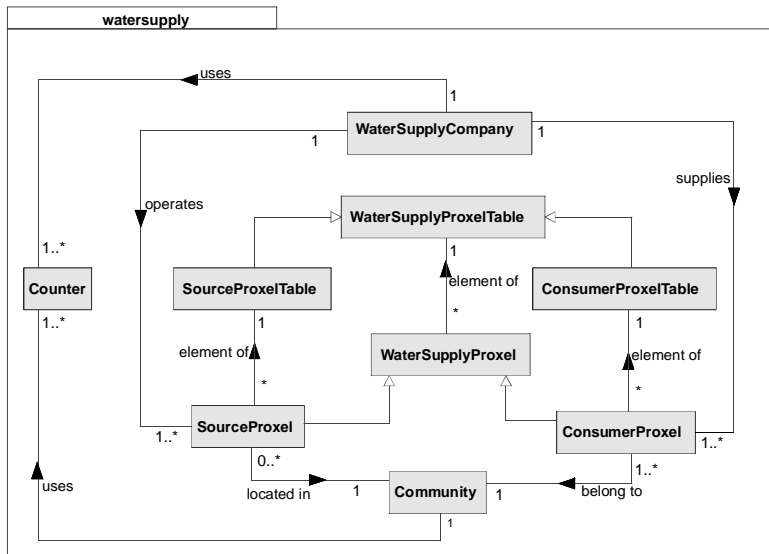 watersupply
uses
1
WaterSupplyCompany
1
1
operates
supplies
WaterSupplyProxelTable
1
1..*
Counter
SourceProxelTable
element of
ConsumerProxelTable
1..*
1
*
1
WaterSupplyProxel
element of
element of
*
*
SourceProxel
ConsumerProxel
1..*
1..*
0..*
1..*
uses
located in
1
Community
1
belong to
1